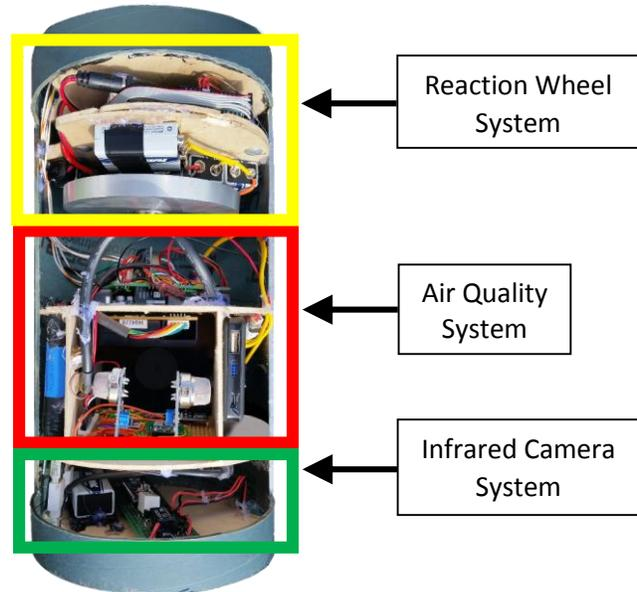 Reaction Wheel
System
Air Quality
System
Infrared Camera
System